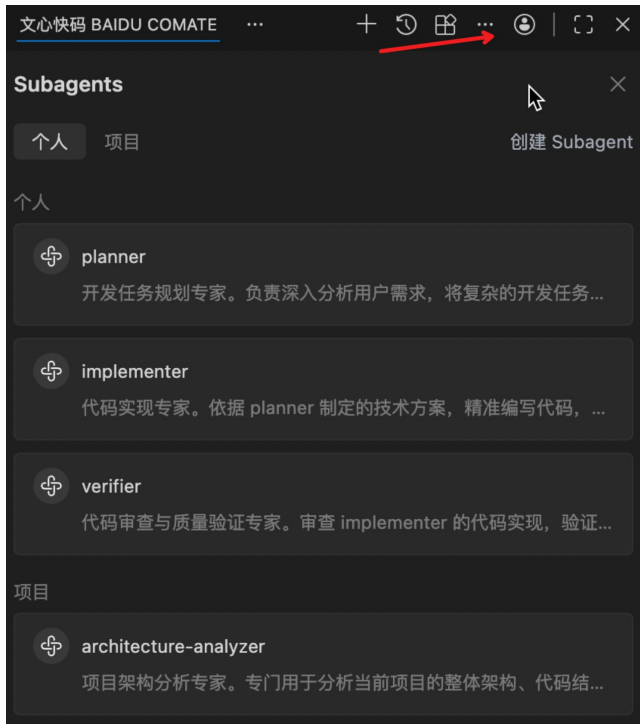 文心快码 BAIDU COMATE ...
...
Subagents
个人 项目 创建 Subagent
个人
planner
开发任务规划专家。负责深入分析用户需求，将复杂的开发任务...
implementer
代码实现专家。依据 planner 制定的技术方案，精准编写代码，...
verifier
代码审查与质量验证专家。审查 implementer 的代码实现，验证...
项目
architecture-analyzer
项目架构分析专家。专门用于分析当前项目的整体架构、代码结...